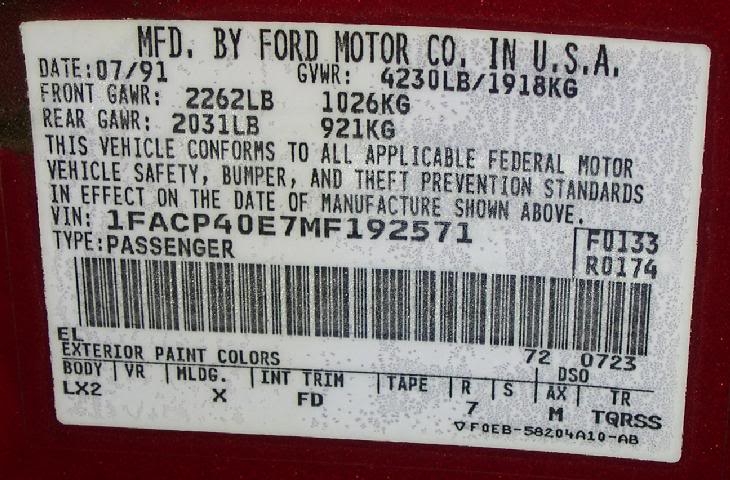 MFD. BY FORD MOTOR CO. IN U.S.A.
DATE:07/91 GVWR: 4230LB/1918KG
FRONT GAWR: 2262LB 1026KG
REAR GAWR: 2031LB 921KG
THIS VEHICLE CONFORMS TO ALL APPLICABLE FEDERAL MOTOR
VEHICLE SAFETY, BUMPER, AND THEFT PREVENTION STANDARDS
IN EFFECT ON THE DATE OF MANUFACTURE SHOWN ABOVE.
VIN: 1FACP40E7MF192571 F0133
TYPE:PASSENGER R0174
EL 72 0723
EXTERIOR PAINT COLORS DSO
BODY VR MLDG. INT TRIM TAPE R S AX TR
LX2 X FD 7 M TQRSS
▽F0EB-58204A10-AB